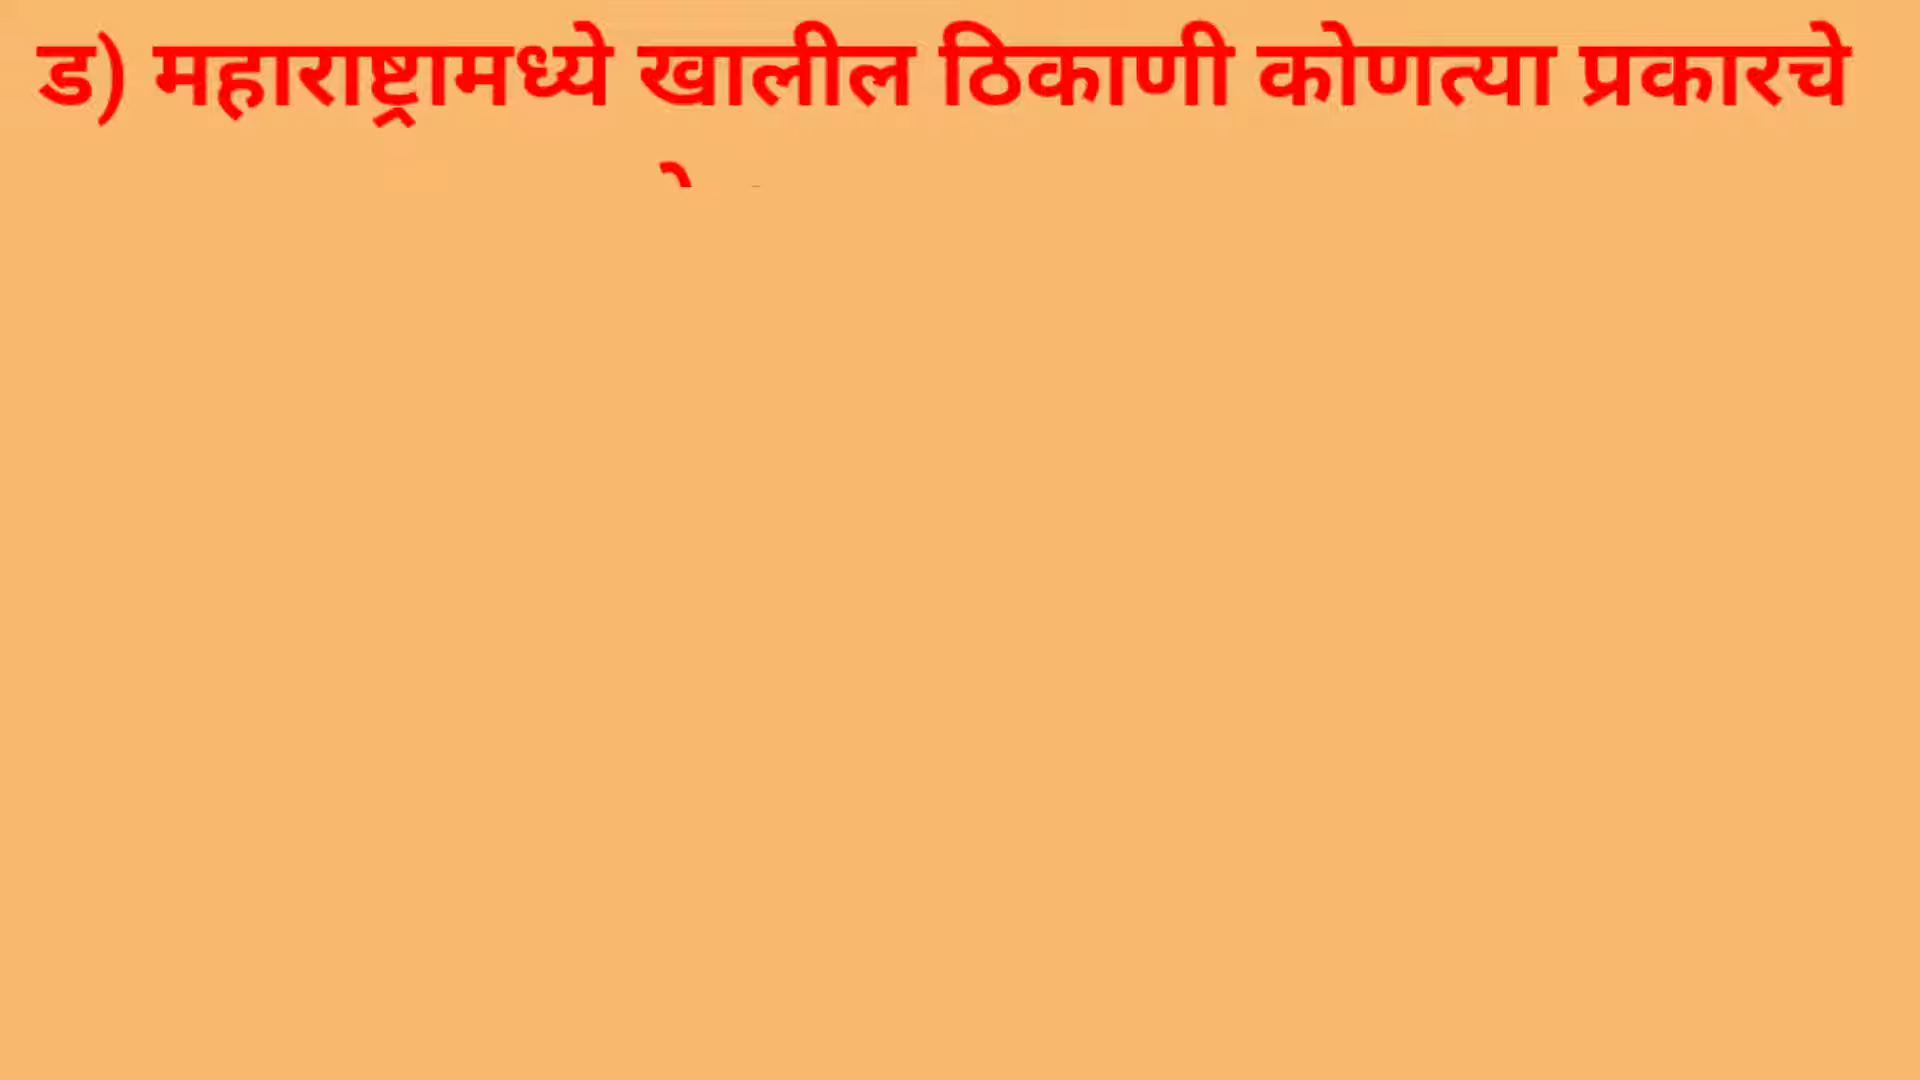 ड) महाराष्ट्रामध्ये खालील ठिकाणी कोणत्या प्रकारचे